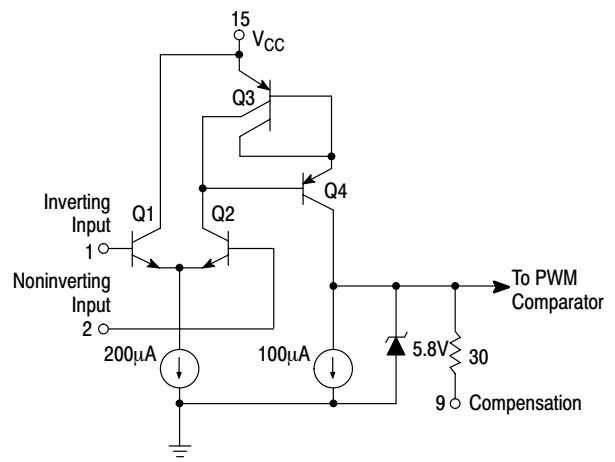 15
V_CC
Q3
Q4
Inverting
Input
1
Q1
Q2
Noninverting
Input
2
To PWM
Comparator
200μA
100μA
5.8V
30
9
Compensation